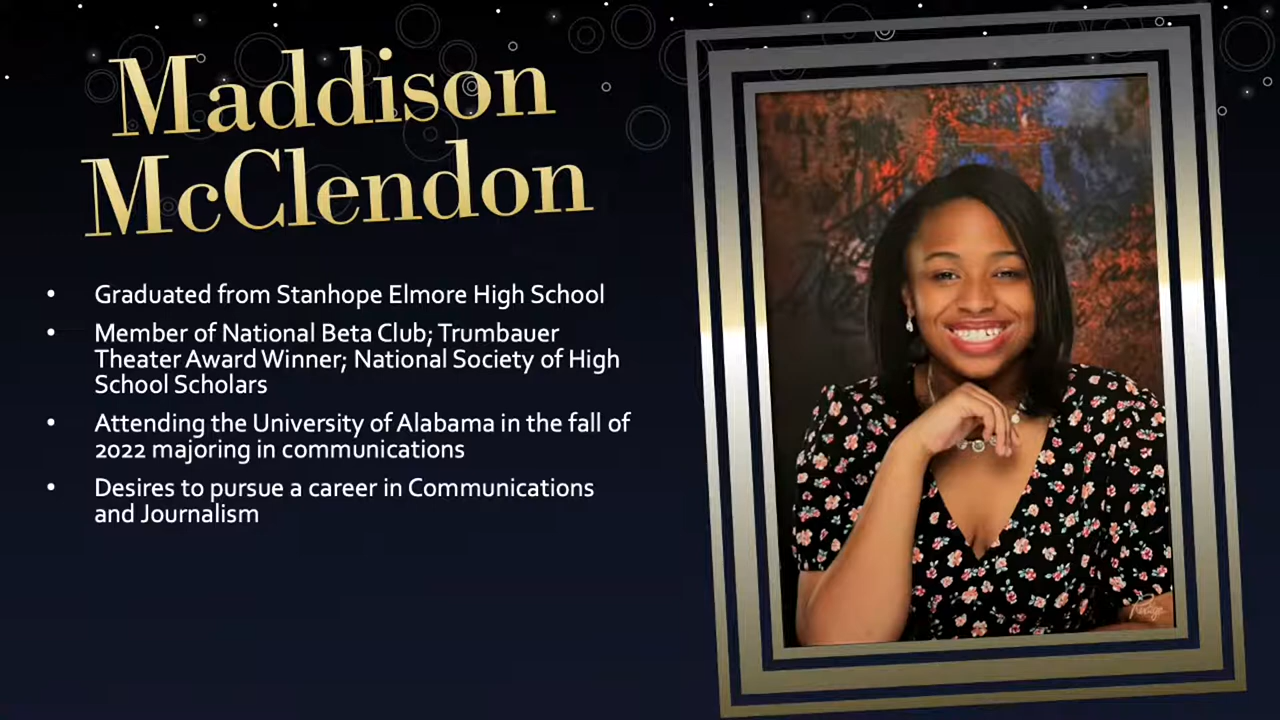 Maddison
McClendon
• Graduated from Stanhope Elmore High School
• Member of National Beta Club; Trumbauer
Theater Award Winner; National Society of High
School Scholars
• Attending the University of Alabama in the fall of
2022 majoring in communications
• Desires to pursue a career in Communications
and Journalism